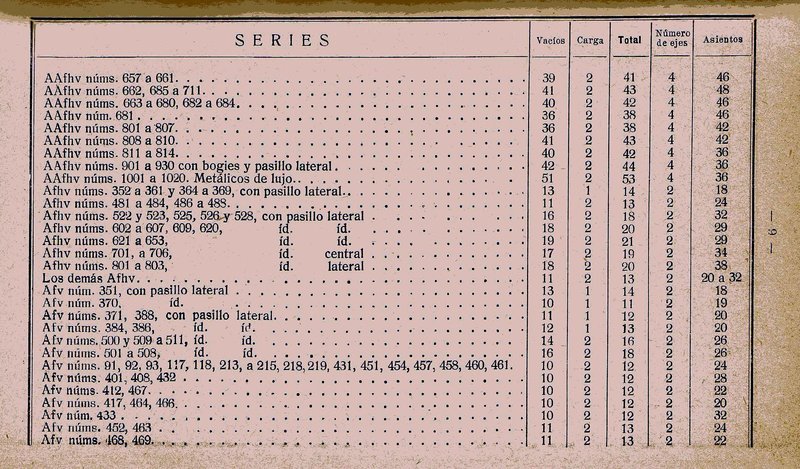 SERIES Vacíos Carga Total Número de ejes Asientos
AAfhv núms. 657 a 661. 39 2 41 4 46
AAfhv núms. 662, 685 a 711. 41 2 43 4 48
AAfhv núms. 663 a 680, 682 a 684. 40 2 42 4 46
AAfhv núm. 681 36 2 38 4 46
AAfhv núms. 801 a 807. 36 2 38 4 42
AAfhv núms. 808 a 810. 41 2 43 4 42
AAfhv núms. 811 a 814. 40 2 42 4 36
AAfhv núms. 901 a 930 con bogies y pasillo lateral 42 2 44 4 36
AAfhv núms. 1001 a 1020. Metálicos de lujo. 51 2 53 4 36
Afhv núms. 352 a 361 y 364 a 369, con pasillo lateral. 13 1 14 2 18
Afhv núms. 481 a 484, 486 a 488. 11 2 13 2 24
Afhv núms. 522 y 523, 525, 526 y 528, con pasillo lateral 16 2 18 2 32
Afhv núms. 602 a 607, 609, 620, íd. íd. 18 2 20 2 29
Afhv núms. 621 a 653, íd. íd. 19 2 21 2 29
Afhv núms. 701, a 706, íd. central 17 2 19 2 34
Afhv núms. 801 a 803, íd. lateral 18 2 20 2 38
Los demás Afhv. 11 2 13 2 20 a 32
Afv núm. 351, con pasillo lateral 13 1 14 2 18
Afv núm. 370, íd. 10 1 11 2 19
Afv núms. 371, 388, con pasillo lateral. 11 1 12 2 20
Afv núms. 384, 386, íd. íd. 12 1 13 2 20
Afv núms. 500 y 509 a 511, íd. íd. 14 2 16 2 26
Afv núms. 501 a 508, íd. íd. 16 2 18 2 26
Afv núms. 91, 92, 93, 117, 118, 213, a 215, 218, 219, 431, 451, 454, 457, 458, 460, 461. 10 2 12 2 24
Afv núms. 401, 408, 432 10 2 12 2 28
Afv núms. 412, 467. 10 2 12 2 22
Afv núms. 417, 464, 466 10 2 12 2 20
Afv núm. 433 10 2 12 2 32
Afv núms. 452, 463 11 2 13 2 24
Afv núms. 468, 469. 11 2 13 2 22
— 9 —